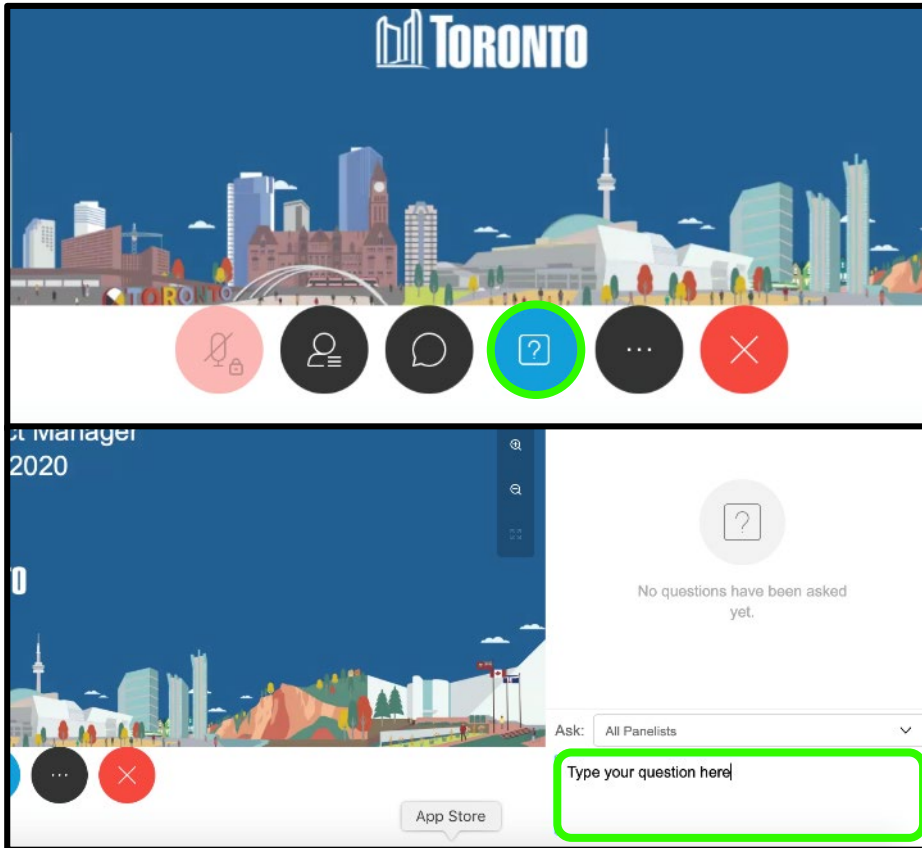 TORONTO
TORONTO
?
ct Manager
2020
TO
?
No questions have been asked
yet.
Ask: All Panelists
Type your question here
App Store